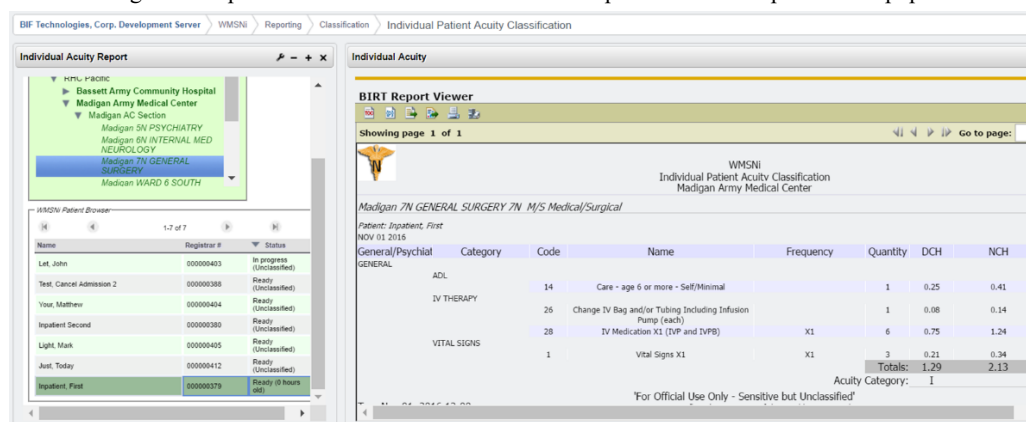 BIF Technologies, Corp. Development Server WMSNi Reporting Classification Individual Patient Acuity Classification
Individual Acuity Report
RHC Pacific
Bassett Army Community Hospital
Madigan Army Medical Center
Madigan AC Section
Madigan 5N PSYCHIATRY
Madigan 6N INTERNAL MED
NEUROLOGY
Madigan 7N GENERAL
SURGERY
Madigan WARD 6 SOUTH
WMSNi Patient Browser
1-7 of 7
Name Registrar # Status
Let, John 000000403 In progress (Unclassified)
Test, Cancel Admission 2 000000386 Ready (Unclassified)
Your, Matthew 000000404 Ready (Unclassified)
Inpatient Second 000000380 Ready (Unclassified)
Light, Mark 000000405 Ready (Unclassified)
Just, Today 000000412 Ready (Unclassified)
Inpatient, First 000000379 Ready (0 hours old)
Individual Acuity
BIRT Report Viewer
Showing page 1 of 1 Go to page:
WMSNi
Individual Patient Acuity Classification
Madigan Army Medical Center
Madigan 7N GENERAL SURGERY 7N M/S Medical/Surgical
Patient: Inpatient, First
NOV 01 2016
General/Psychiat Category Code Name Frequency Quantity DCH NCH
GENERAL
ADL
14 Care - age 6 or more - Self/Minimal 1 0.25 0.41
IV THERAPY
26 Change IV Bag and/or Tubing Including Infusion Pump (each) 1 0.08 0.14
28 IV Medication X1 (IVP and IVPB) X1 6 0.75 1.24
VITAL SIGNS
1 Vital Signs X1 X1 3 0.21 0.34
Totals: 1.29 2.13
Acuity Category: I
'For Official Use Only - Sensitive but Unclassified'